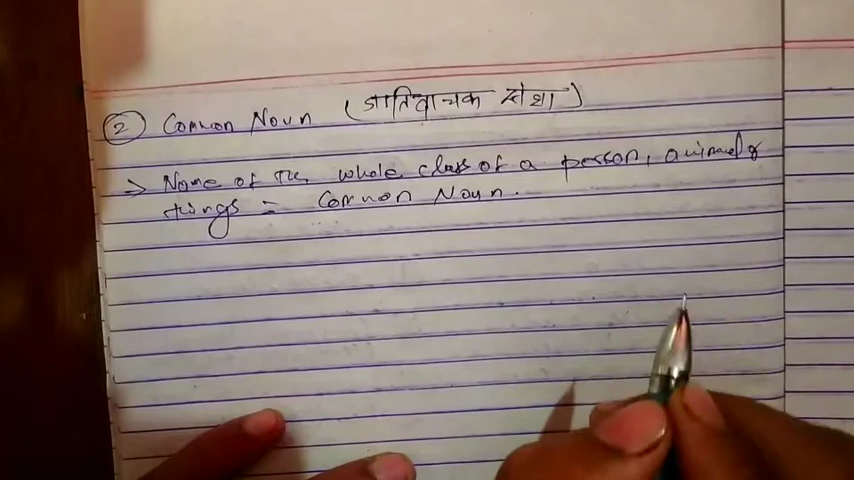 ② Common Noun (जातिवाचक संज्ञा)
→ Name of the whole class of a person, animal &
things = Common Noun.